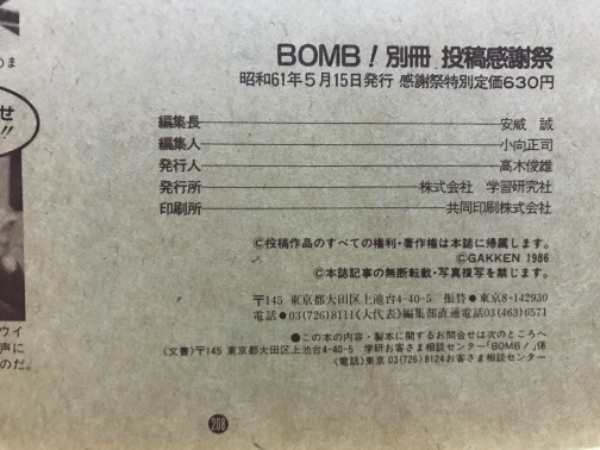 のま
せ
!!
ウイ
声に
のだ。
BOMB！別冊 投稿感謝祭
昭和61年5月15日発行 感謝祭特別定価630円
編集長――安威 誠
編集人――小向正司
発行人――高木俊雄
発行所――株式会社 学習研究社
印刷所――共同印刷株式会社
©投稿作品のすべての権利・著作権は本誌に帰属します。
©GAKKEN 1986
©本誌記事の無断転載・写真複写を禁じます。
〒145 東京都大田区上池台4-40-5 振替●東京8-142930
電話●03(726)8111《大代表》編集部直通電話03(463)6571
●この本の内容・製本に関するお問合せは次のところへ
《文書》〒145 東京都大田区上池台4-40-5 学研お客さま相談センター「BOMB！」係
《電話》東京 03(726)8124お客さま相談センター
208